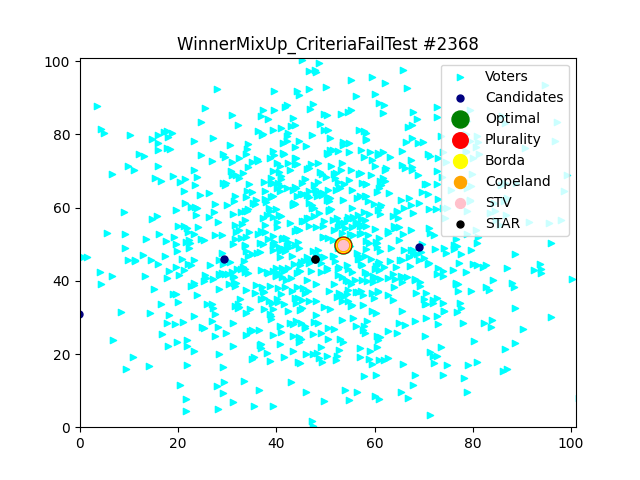 WinnerMixUp_CriteriaFailTest #2368
100
80
60
40
20
0
0
20
40
60
80
100
Voters
Candidates
Optimal
Plurality
Borda
Copeland
STV
STAR